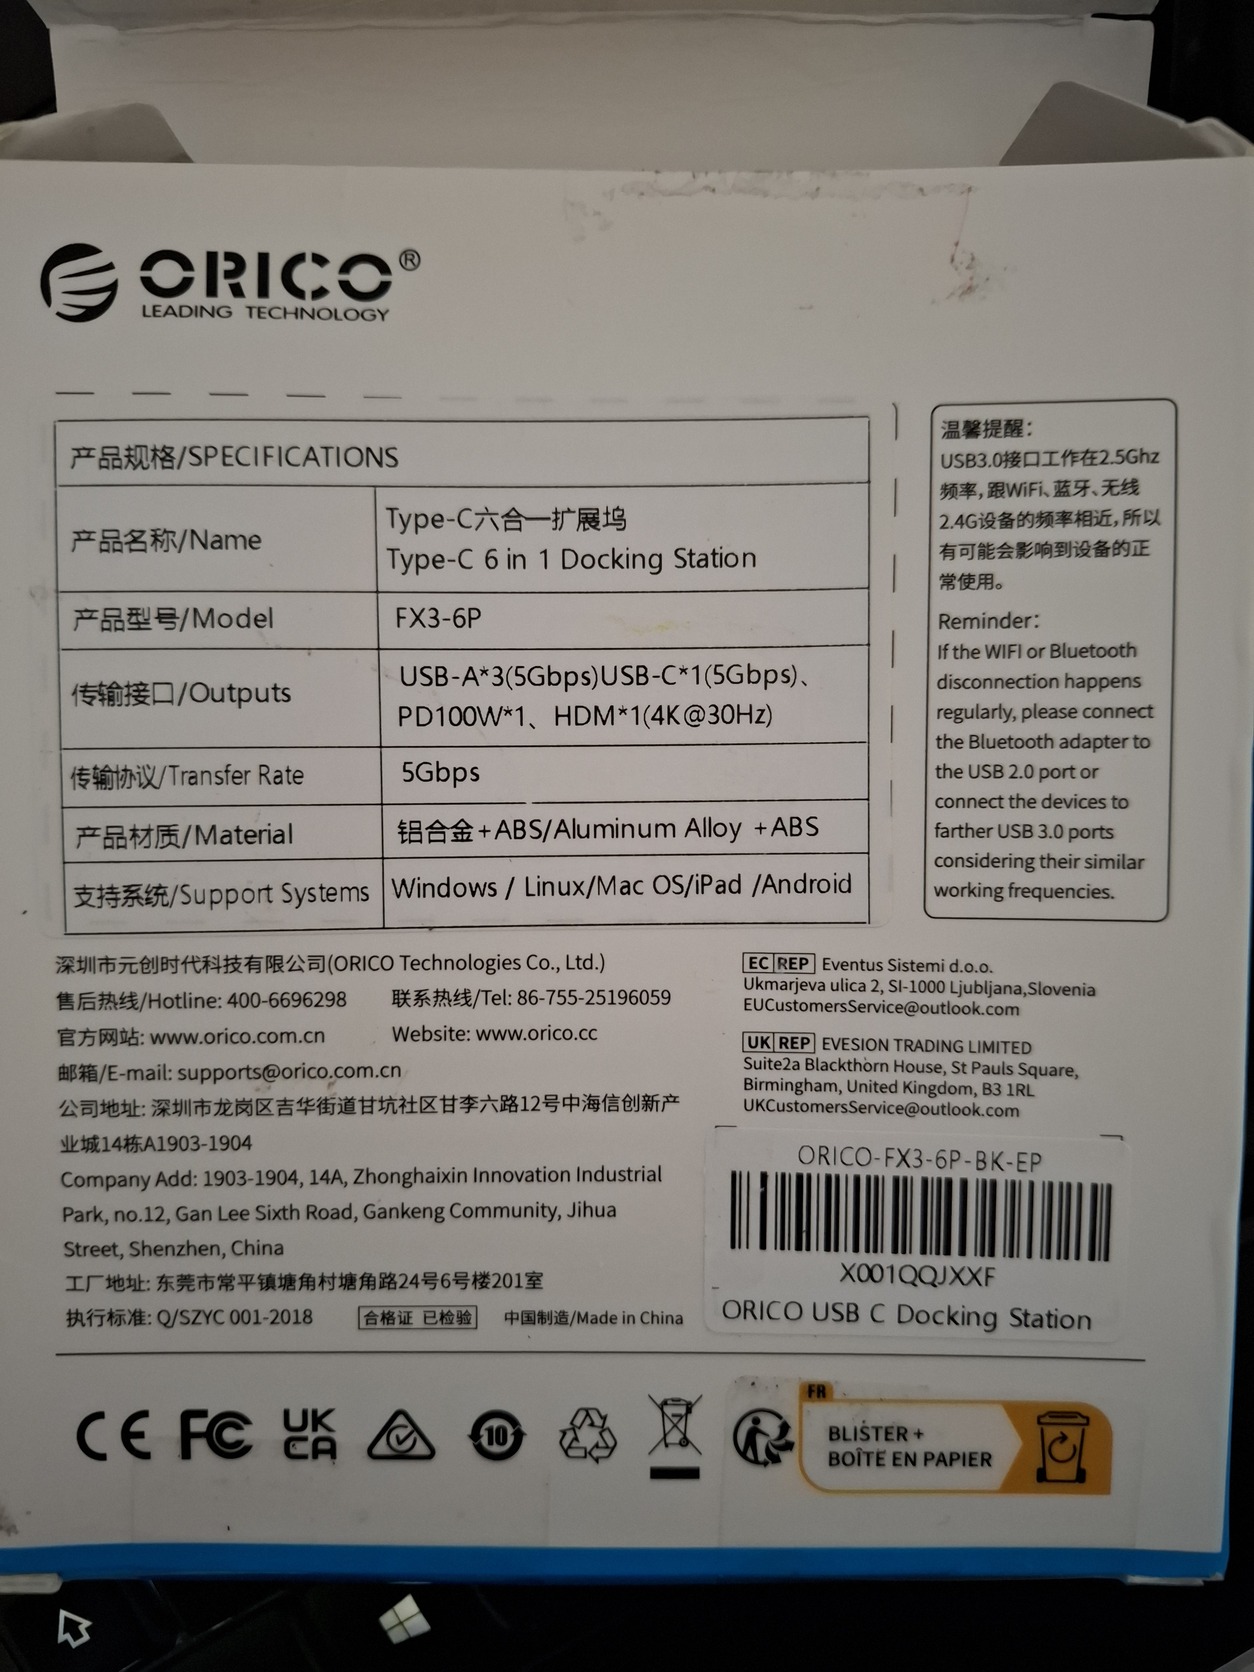 ORICO®
LEADING TECHNOLOGY
产品规格/SPECIFICATIONS
产品名称/Name
Type-C六合一扩展坞
Type-C 6 in 1 Docking Station
产品型号/Model
FX3-6P
传输接口/Outputs
USB-A*3(5Gbps)USB-C*1(5Gbps)、
PD100W*1、HDM*1(4K@30Hz)
传输协议/Transfer Rate
5Gbps
产品材质/Material
铝合金+ABS/Aluminum Alloy +ABS
支持系统/Support Systems
Windows / Linux/Mac OS/iPad /Android
温馨提醒：
USB3.0接口工作在2.5Ghz
频率，跟WiFi、蓝牙、无线
2.4G设备的频率相近，所以
有可能会影响到设备的正
常使用。
Reminder：
If the WIFI or Bluetooth
disconnection happens
regularly, please connect
the Bluetooth adapter to
the USB 2.0 port or
connect the devices to
farther USB 3.0 ports
considering their similar
working frequencies.
深圳市元创时代科技有限公司(ORICO Technologies Co., Ltd.)
售后热线/Hotline: 400-6696298 联系热线/Tel: 86-755-25196059
官方网站: www.orico.com.cn Website: www.orico.cc
邮箱/E-mail: supports@orico.com.cn
公司地址: 深圳市龙岗区吉华街道甘坑社区甘李六路12号中海信创新产
业城14栋A1903-1904
Company Add: 1903-1904, 14A, Zhonghaixin Innovation Industrial
Park, no.12, Gan Lee Sixth Road, Gankeng Community, Jihua
Street, Shenzhen, China
工厂地址: 东莞市常平镇塘角村塘角路24号6号楼201室
执行标准: Q/SZYC 001-2018 合格证 已检验 中国制造/Made in China
EC REP Eventus Sistemi d.o.o.
Ukmarjeva ulica 2, SI-1000 Ljubljana,Slovenia
EUCustomersService@outlook.com
UK REP EVESION TRADING LIMITED
Suite2a Blackthorn House, St Pauls Square,
Birmingham, United Kingdom, B3 1RL
UKCustomersService@outlook.com
ORICO-FX3-6P-BK-EP
X001QQJXXF
ORICO USB C Docking Station
CE FC UK
CA
10
FR
BLISTER +
BOÎTE EN PAPIER